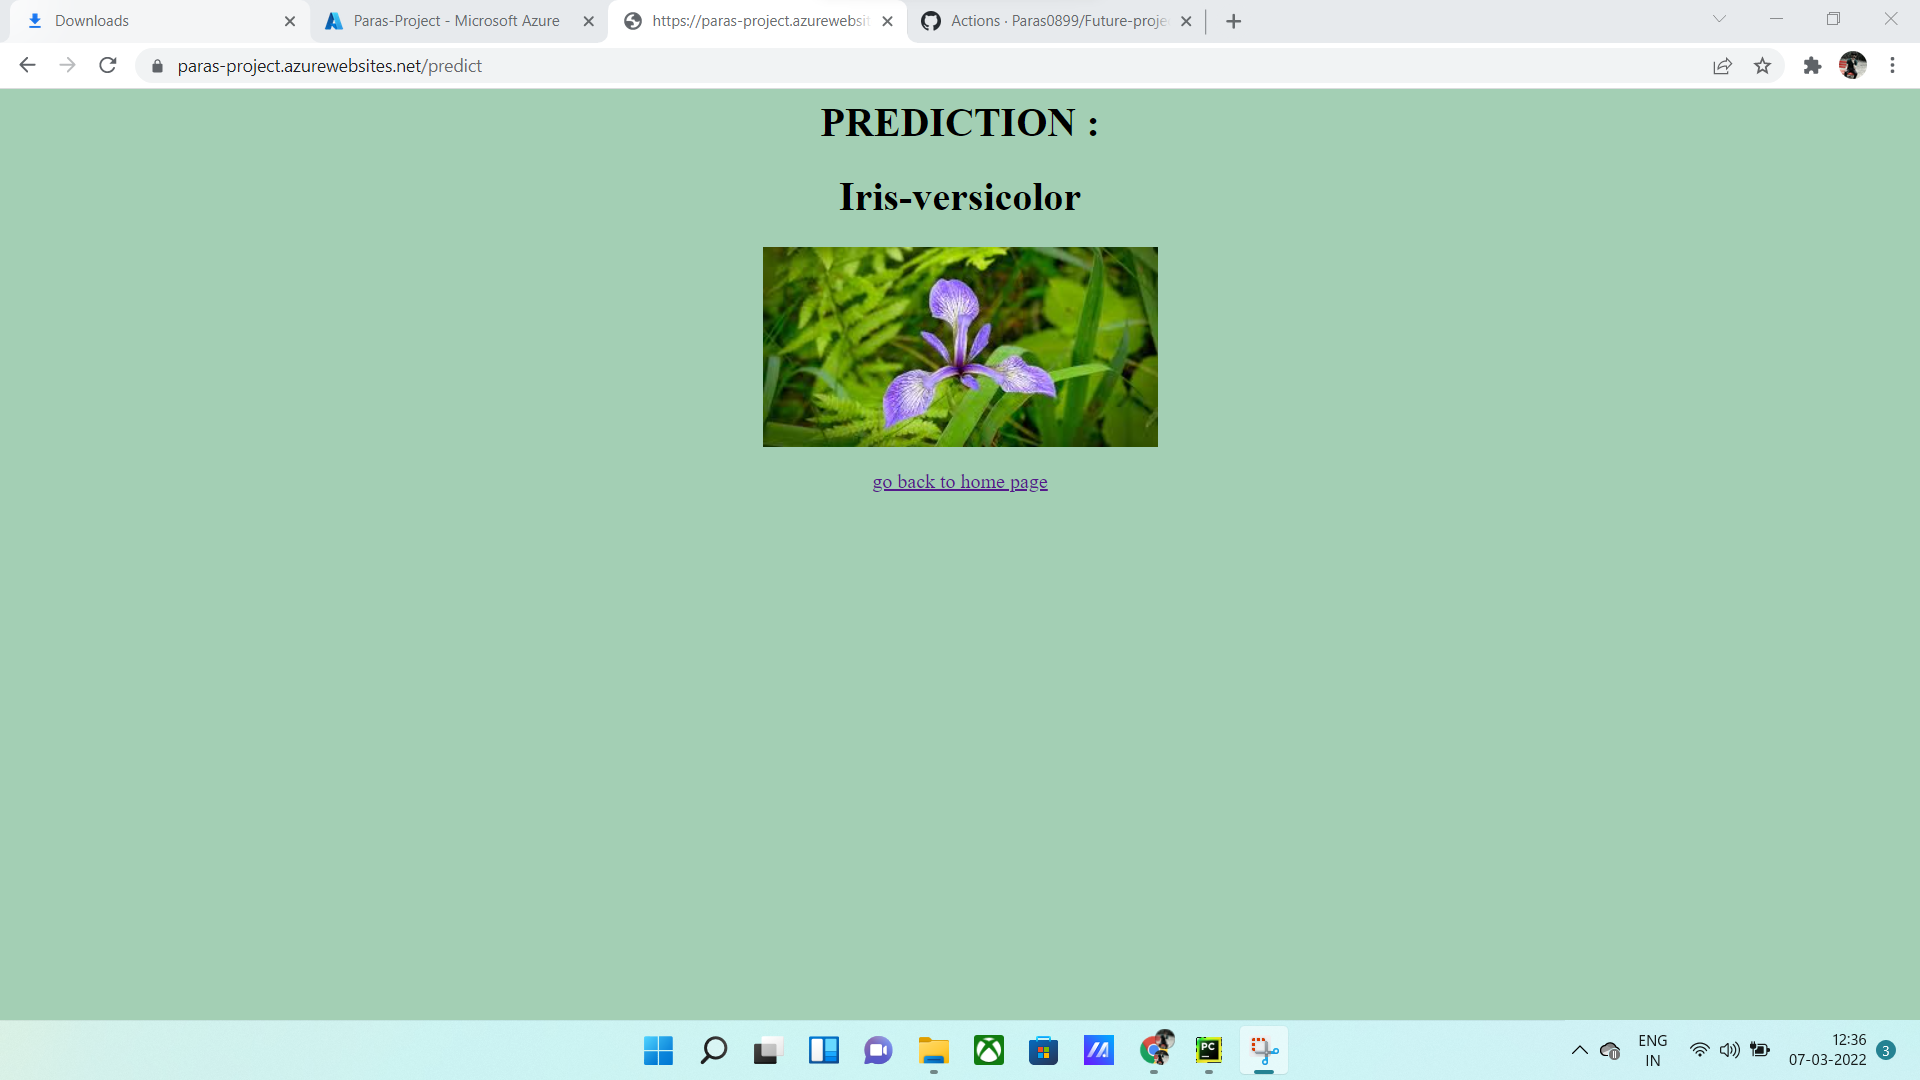 Downloads
Paras-Project - Microsoft Azure
https://paras-project.azurewebsit
Actions · Paras0899/Future-proje
paras-project.azurewebsites.net/predict
PREDICTION :
Iris-versicolor
go back to home page
PC
ENG
IN
12:36
07-03-2022
3